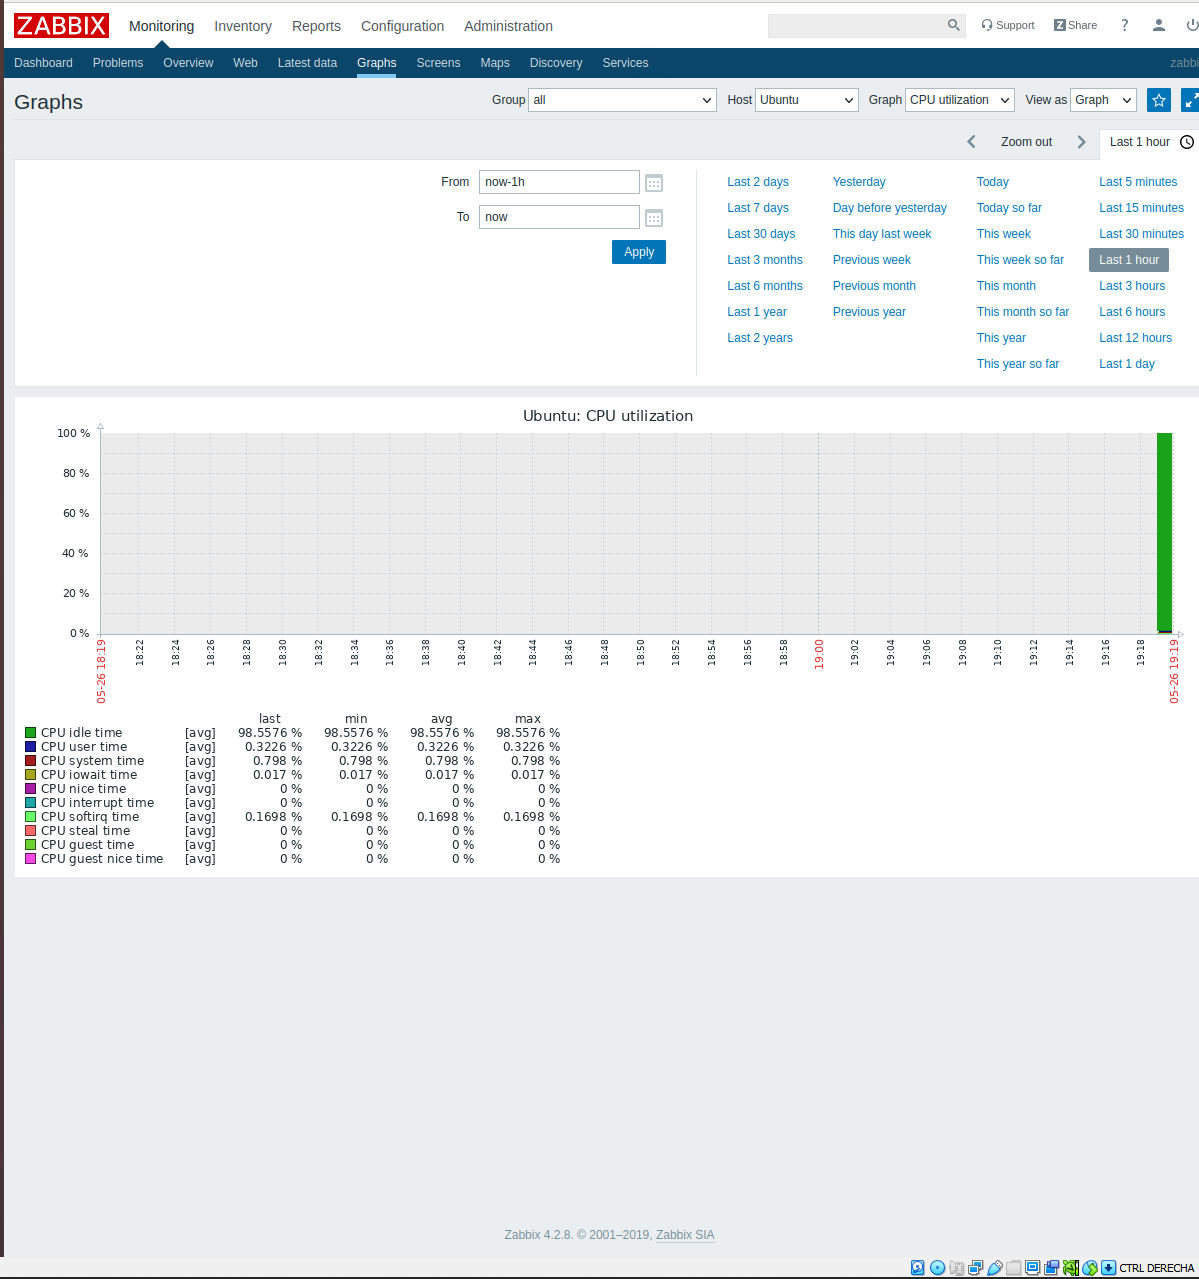 ZABBIX Monitoring Inventory Reports Configuration Administration Support Z Share ?
Dashboard Problems Overview Web Latest data Graphs Screens Maps Discovery Services zabbi
Graphs Group all Host Ubuntu Graph CPU utilization View as Graph
Zoom out Last 1 hour
From now-1h Last 2 days Yesterday Today Last 5 minutes
Last 7 days Day before yesterday Today so far Last 15 minutes
To now
Last 30 days This day last week This week Last 30 minutes
Apply Last 3 months Previous week This week so far Last 1 hour
Last 6 months Previous month This month Last 3 hours
Last 1 year Previous year This month so far Last 6 hours
Last 2 years This year Last 12 hours
This year so far Last 1 day
Ubuntu: CPU utilization
100 %
80 %
60 %
40 %
20 %
0 %
05-26 18:19 18:22 18:24 18:26 18:28 18:30 18:32 18:34 18:36 18:38 18:40 18:42 18:44 18:46 18:48 18:50 18:52 18:54 18:56 18:58 19:00 19:02 19:04 19:06 19:08 19:10 19:12 19:14 19:16 19:18 05-26 19:19
last min avg max
CPU idle time [avg] 98.5576 % 98.5576 % 98.5576 % 98.5576 %
CPU user time [avg] 0.3226 % 0.3226 % 0.3226 % 0.3226 %
CPU system time [avg] 0.798 % 0.798 % 0.798 % 0.798 %
CPU iowait time [avg] 0.017 % 0.017 % 0.017 % 0.017 %
CPU nice time [avg] 0 % 0 % 0 % 0 %
CPU interrupt time [avg] 0 % 0 % 0 % 0 %
CPU softirq time [avg] 0.1698 % 0.1698 % 0.1698 % 0.1698 %
CPU steal time [avg] 0 % 0 % 0 % 0 %
CPU guest time [avg] 0 % 0 % 0 % 0 %
CPU guest nice time [avg] 0 % 0 % 0 % 0 %
Zabbix 4.2.8. © 2001–2019, Zabbix SIA
CTRL DERECHA